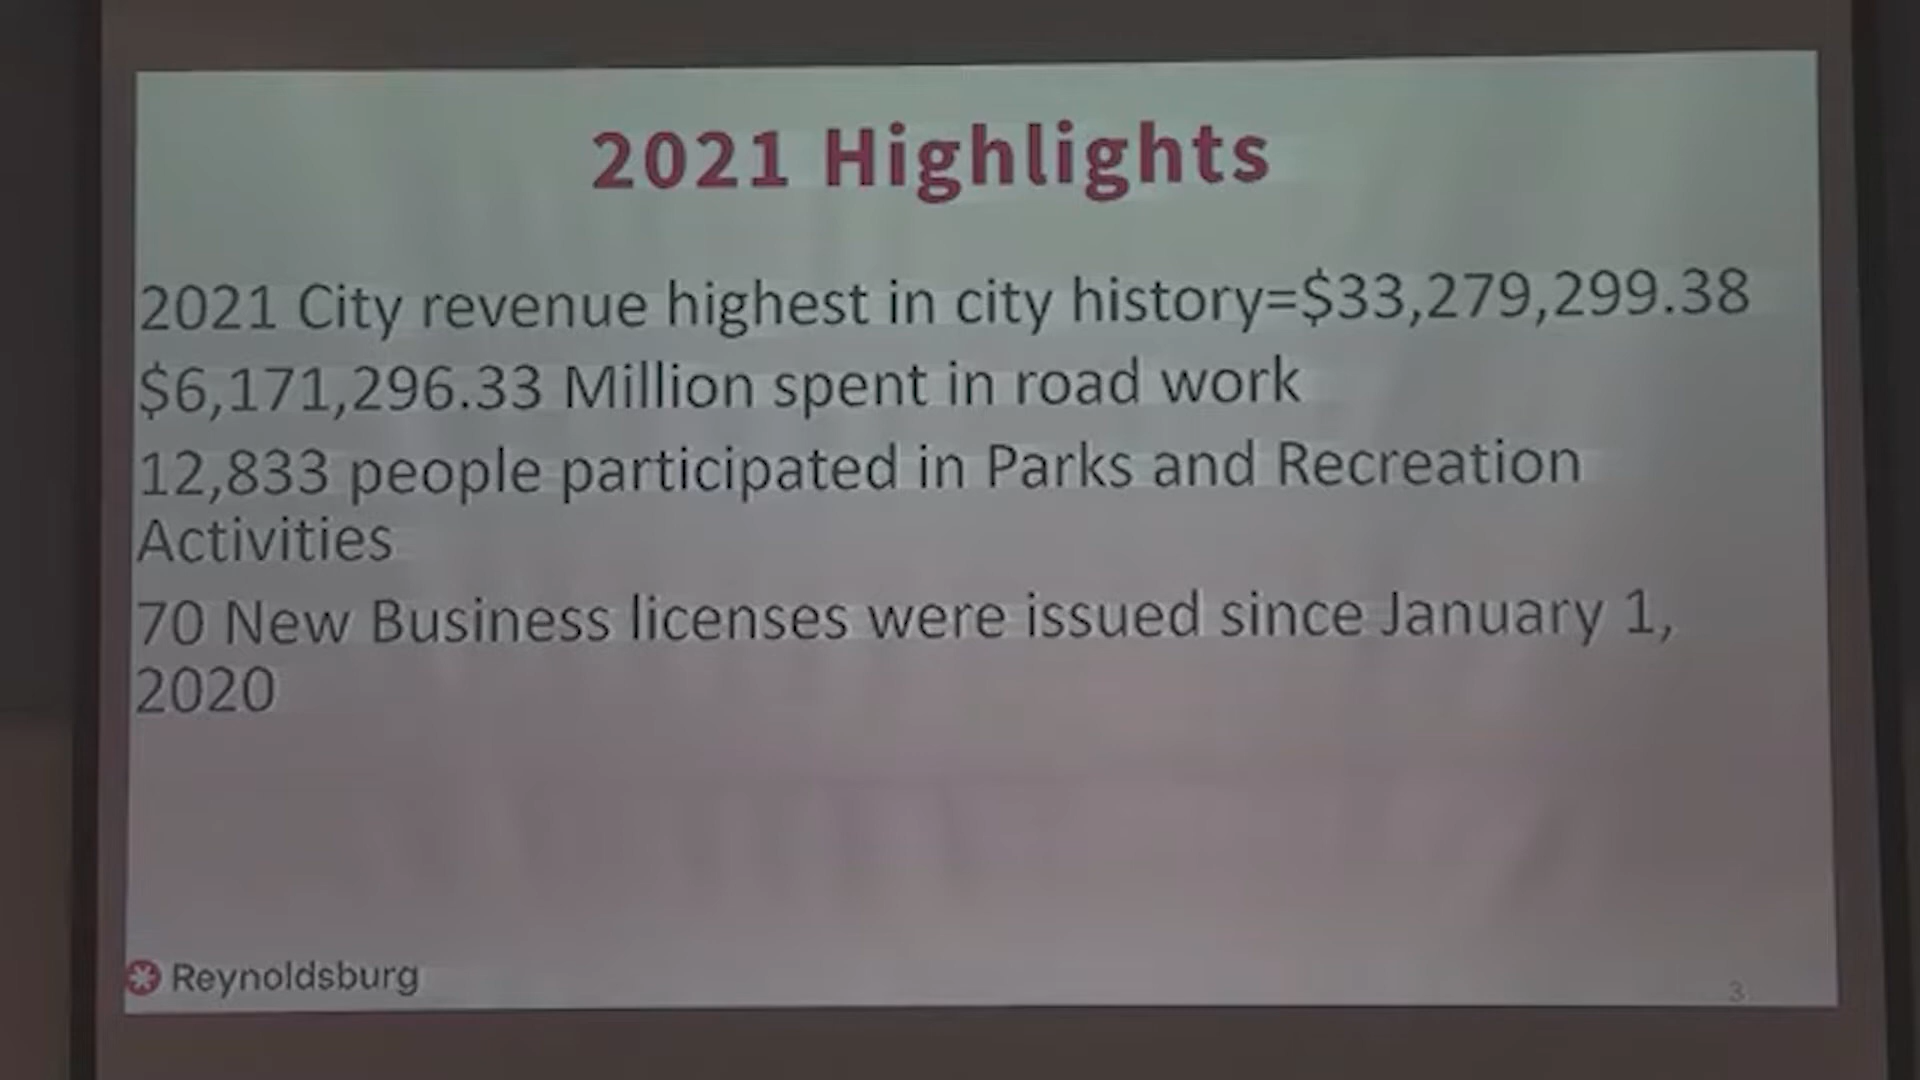 2021 Highlights
2021 City revenue highest in city history=$33,279,299.38
$6,171,296.33 Million spent in road work
12,833 people participated in Parks and Recreation
Activities
70 New Business licenses were issued since January 1,
2020
Reynoldsburg
3